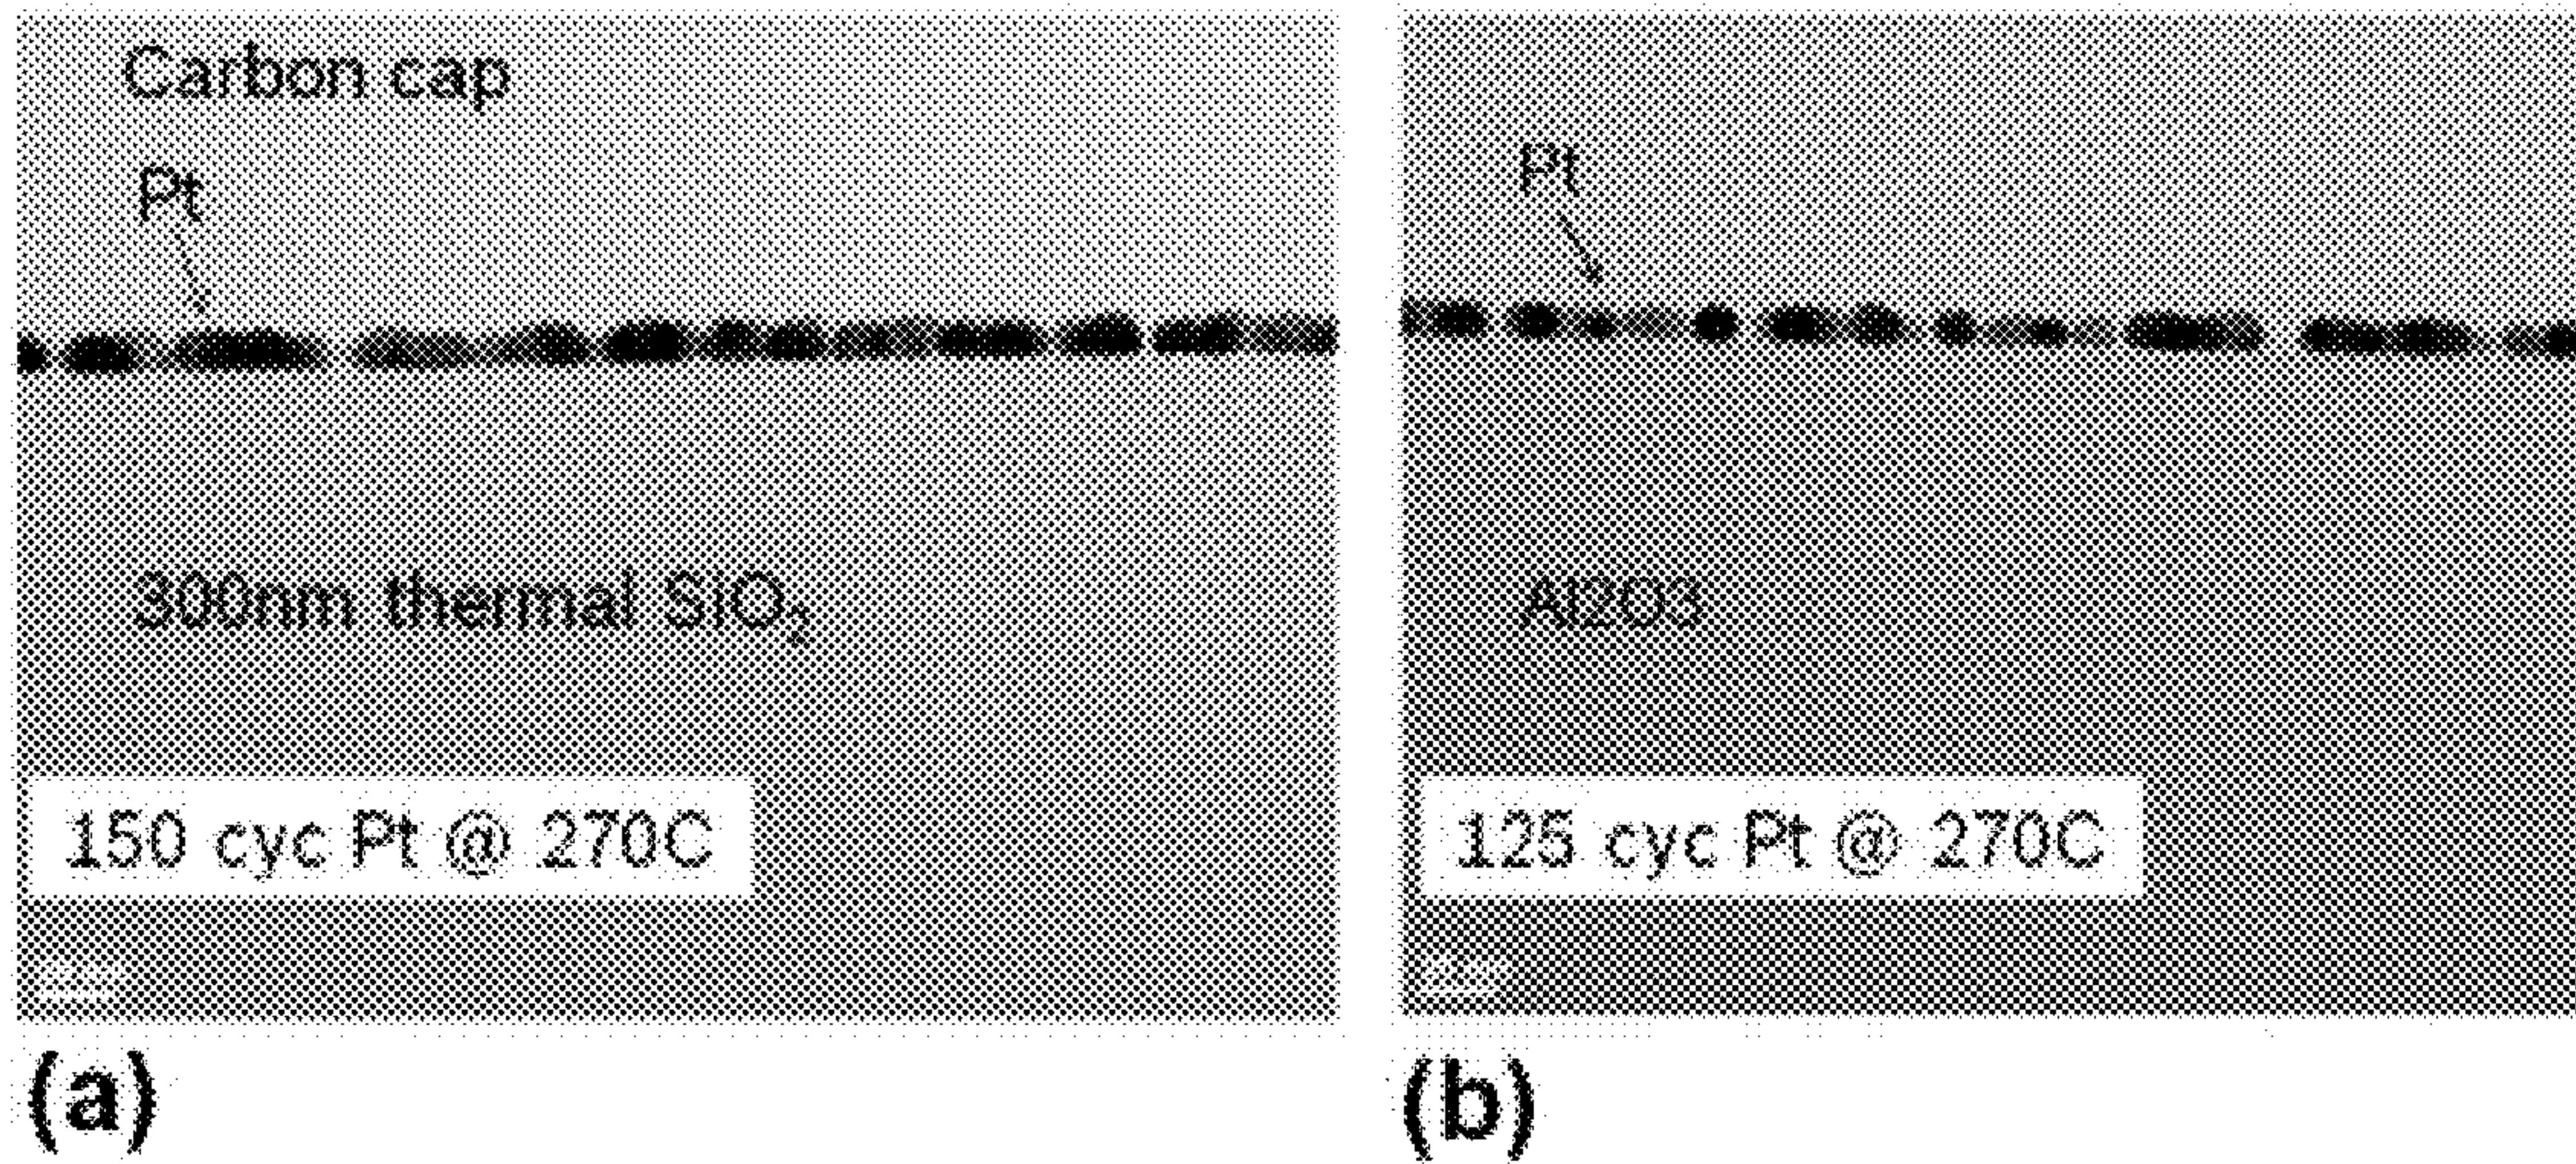 Carbon cap
Pt
300nm thermal SiO₂
150 cyc Pt @ 270C
(a)
Pt
Al2O3
125 cyc Pt @ 270C
(b)